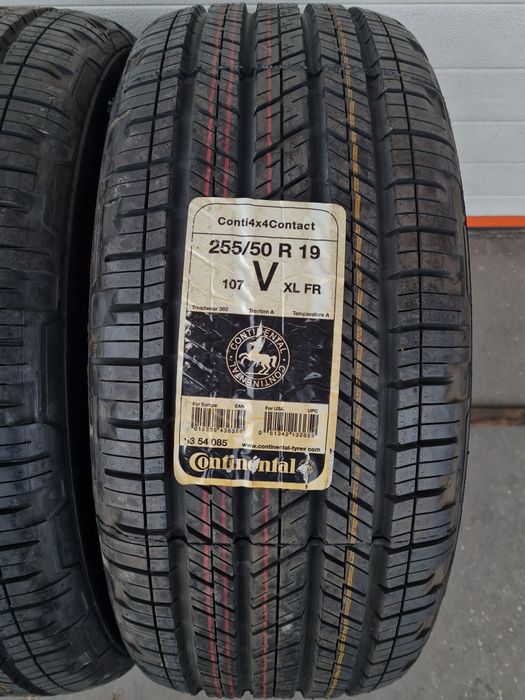 Conti4x4Contact
255/50 R 19
107 V XL FR
Treadwear 360 Traction A Temperature A
CONTINENTAL
CONTINENTAL
For Europe EAN For USA UPC
3 54 085 www.continental-tyres.com
Continental